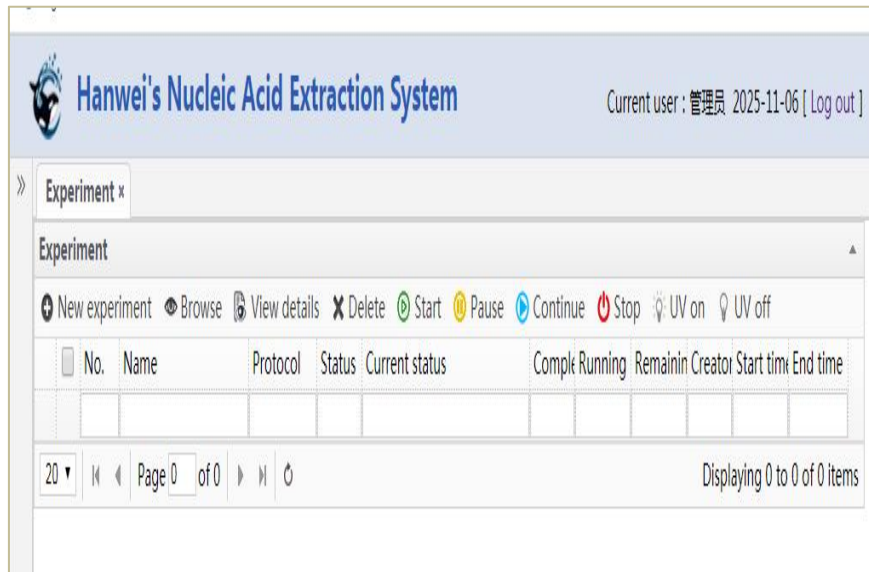 Hanwei's Nucleic Acid Extraction System
Current user : 管理员 2025-11-06 [ Log out ]
Experiment ×
Experiment
New experiment Browse View details Delete Start Pause Continue Stop UV on UV off
No. Name Protocol Status Current status Comple Running Remainin Creator Start time End time
20 Page 0 of 0 Displaying 0 to 0 of 0 items